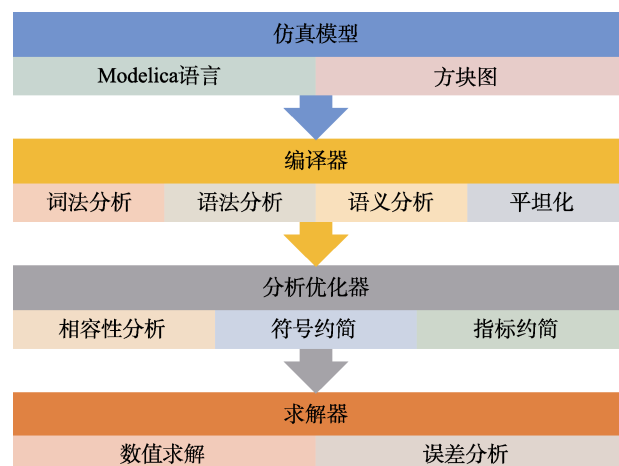 仿真模型
Modelica语言 方块图
编译器
词法分析 语法分析 语义分析 平坦化
分析优化器
相容性分析 符号约简 指标约简
求解器
数值求解 误差分析